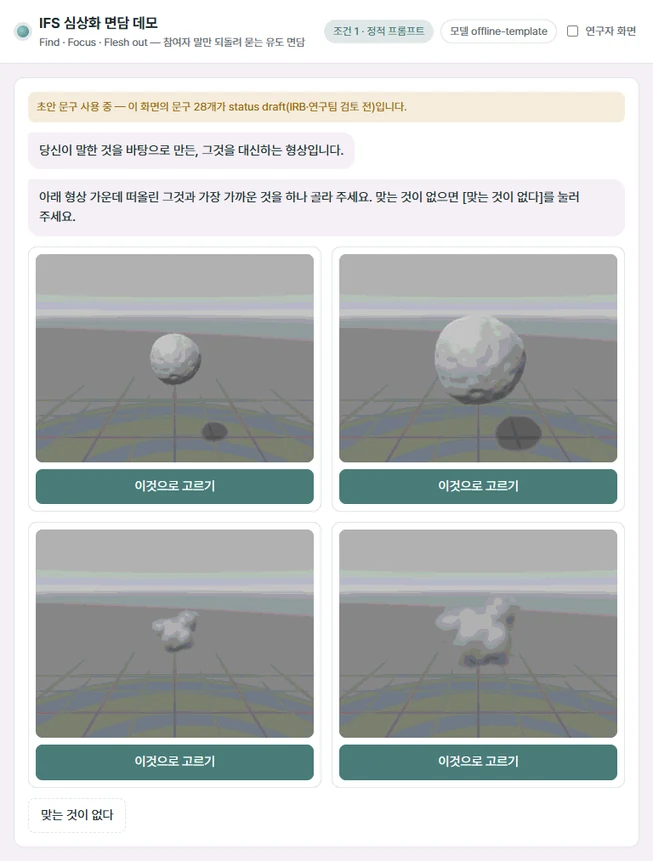 IFS 심상화 면담 데모
Find · Focus · Flesh out — 참여자 말만 되돌려 묻는 유도 면담
조건 1 · 정적 프롬프트
모델 offline-template
연구자 화면
초안 문구 사용 중 — 이 화면의 문구 28개가 status draft(IRB·연구팀 검토 전)입니다.
당신이 말한 것을 바탕으로 만든, 그것을 대신하는 형상입니다.
아래 형상 가운데 떠올린 그것과 가장 가까운 것을 하나 골라 주세요. 맞는 것이 없으면 [맞는 것이 없다]를 눌러
주세요.
이것으로 고르기
이것으로 고르기
이것으로 고르기
이것으로 고르기
맞는 것이 없다